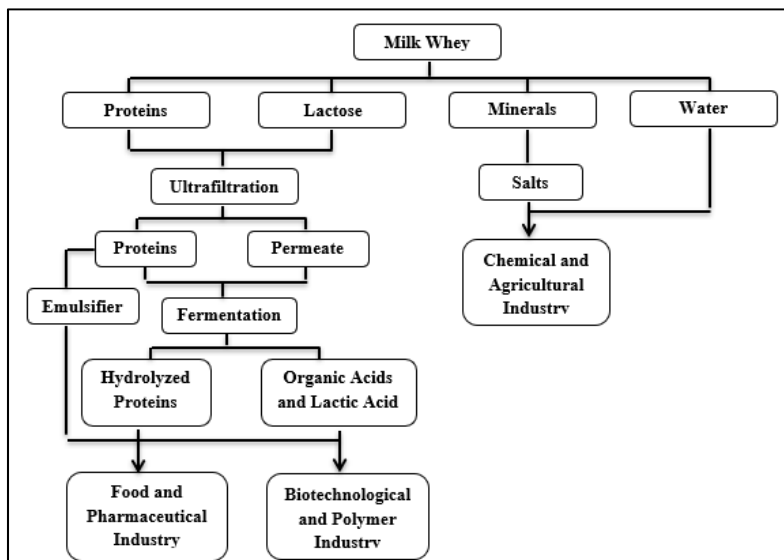 Milk Whey
Proteins
Lactose
Minerals
Water
Ultrafiltration
Salts
Proteins
Permeate
Chemical and
Agricultural
Industry
Emulsifier
Fermentation
Hydrolyzed
Proteins
Organic Acids
and Lactic Acid
Food and
Pharmaceutical
Industry
Biotechnological
and Polymer
Industry